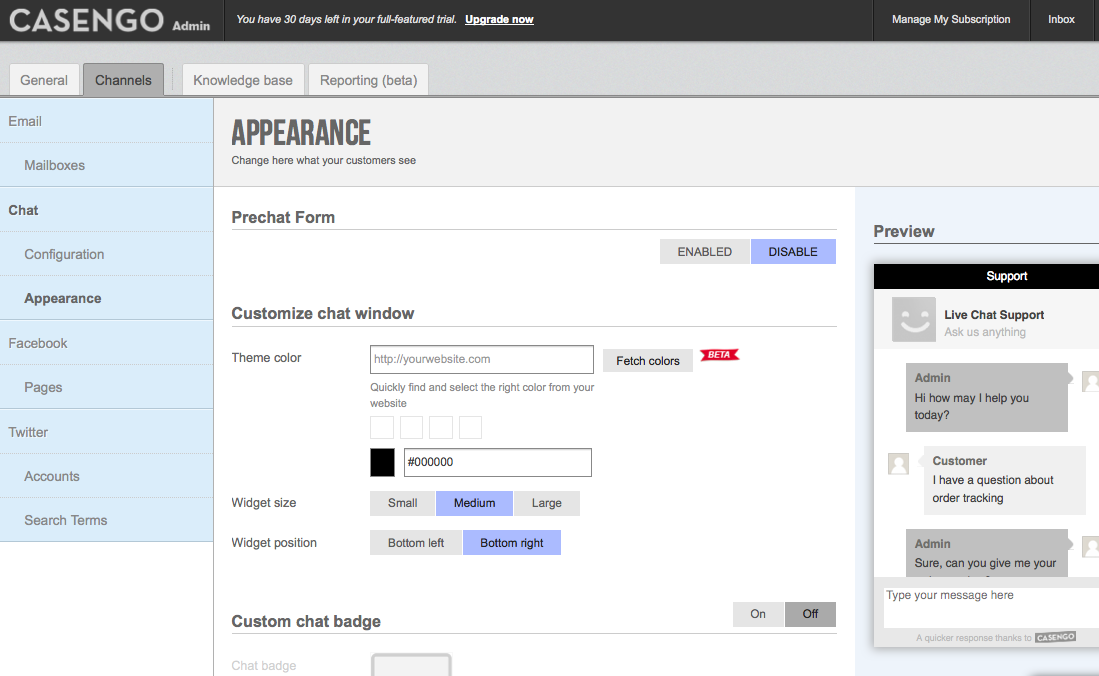 CASENGO Admin
You have 30 days left in your full-featured trial. Upgrade now
Manage My Subscription
Inbox
General
Channels
Knowledge base
Reporting (beta)
Email
Mailboxes
Chat
Configuration
Appearance
Facebook
Pages
Twitter
Accounts
Search Terms
APPEARANCE
Change here what your customers see
Prechat Form
ENABLED
DISABLE
Customize chat window
Theme color
http://yourwebsite.com
Fetch colors
BETA
Quickly find and select the right color from your
website
#000000
Widget size
Small
Medium
Large
Widget position
Bottom left
Bottom right
Custom chat badge
On
Off
Chat badge
Preview
Support
Live Chat Support
Ask us anything
Admin
Hi how may I help you
today?
Customer
I have a question about
order tracking
Admin
Sure, can you give me your
Type your message here
A quicker response thanks to CASENGO